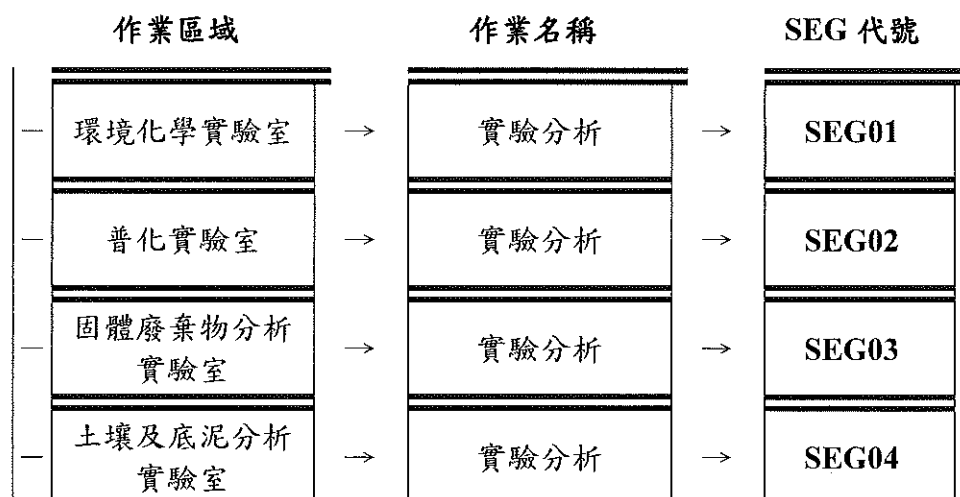 作業區域 作業名稱 SEG 代號
環境化學實驗室 → 實驗分析 → SEG01
普化實驗室 → 實驗分析 → SEG02
固體廢棄物分析
實驗室 → 實驗分析 → SEG03
土壤及底泥分析
實驗室 → 實驗分析 → SEG04